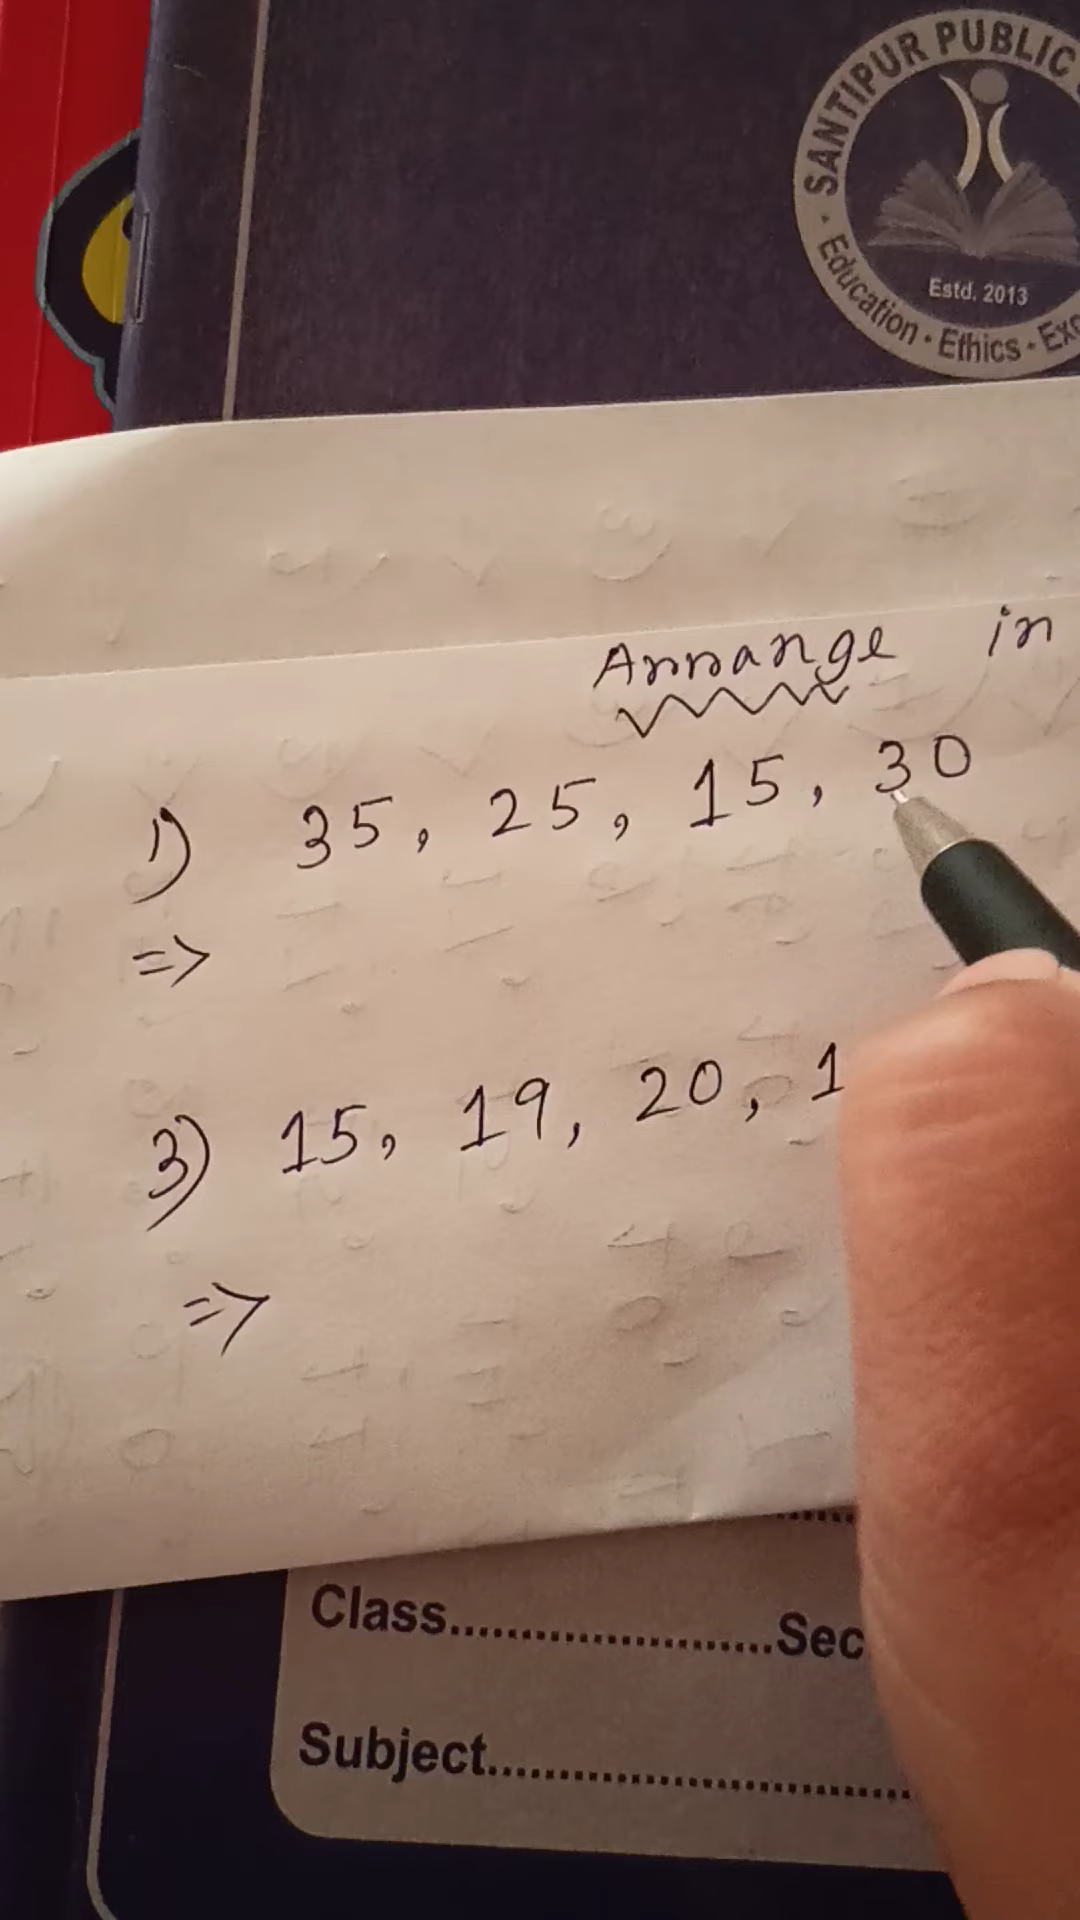 SANTIPUR PUBLIC
Estd. 2013
Education • Ethics •
Arrange in
1) 35, 25, 15, 30
=>
3) 15, 19, 20, 1
=>
Class.......................Sec
Subject....................................